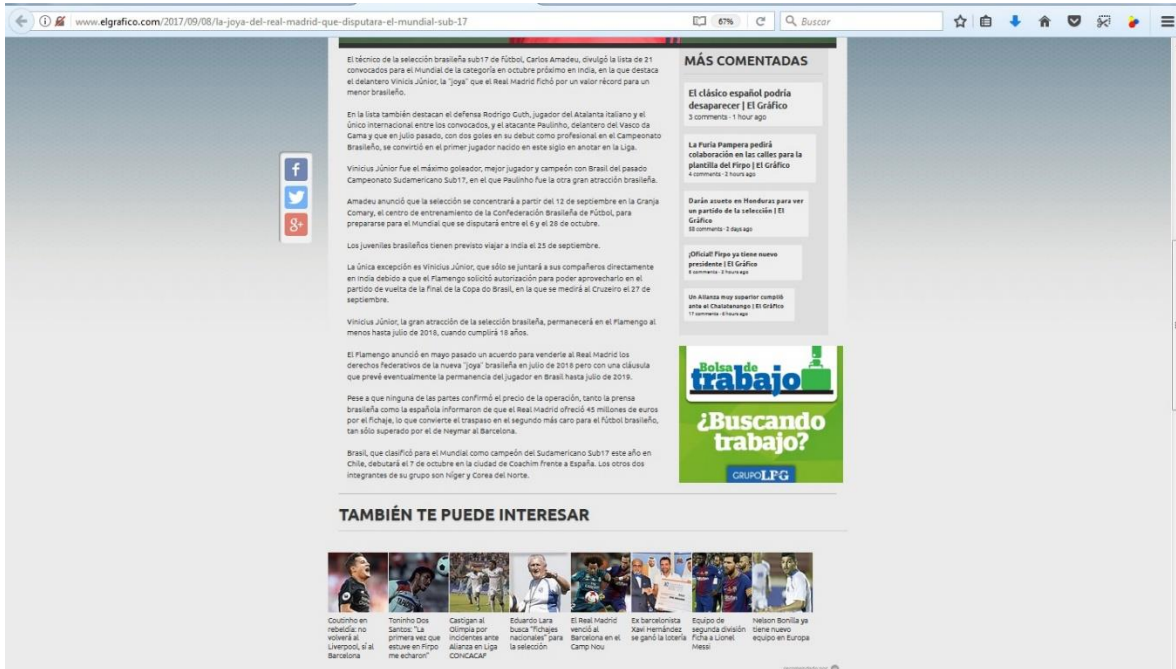 www.elgrafico.com/2017/09/08/la-joya-del-real-madrid-que-disputara-el-mundial-sub-17
67%
Buscar
El técnico de la selección brasileña sub17 de fútbol, Carlos Amadeu, divulgó la lista de 21
convocados para el Mundial de la categoría en octubre próximo en India, en la que destaca
el delantero Vinicis Júnior, la "joya" que el Real Madrid fichó por un valor récord para un
menor brasileño.
En la lista también destacan el defensa Rodrigo Guth, jugador del Atalanta italiano y el
único internacional entre los convocados, y el atacante Paulinho, delantero del Vasco da
Gama y que en julio pasado, con dos goles en su debut como profesional en el Campeonato
Brasileño, se convirtió en el primer jugador nacido en este siglo en anotar en la Liga.
Vinicius Júnior fue el máximo goleador, mejor jugador y campeón con Brasil del pasado
Campeonato Sudamericano Sub17, en el que Paulinho fue la otra gran atracción brasileña.
Amadeu anunció que la selección se concentrará a partir del 12 de septiembre en la Granja
Comary, el centro de entrenamiento de la Confederación Brasileña de Fútbol, para
prepararse para el Mundial que se disputará entre el 6 y el 28 de octubre.
Los juveniles brasileños tienen previsto viajar a India el 25 de septiembre.
La única excepción es Vinicius Júnior, que sólo se juntará a sus compañeros directamente
en India debido a que el Flamengo solicitó autorización para poder aprovecharlo en el
partido de vuelta de la final de la Copa do Brasil, en la que se medirá al Cruzeiro el 27 de
septiembre.
Vinicius Júnior, la gran atracción de la selección brasileña, permanecerá en el Flamengo al
menos hasta julio de 2018, cuando cumplirá 18 años.
El Flamengo anunció en mayo pasado un acuerdo para venderle al Real Madrid los
derechos federativos de la nueva "joya" brasileña en julio de 2018 pero con una cláusula
que prevé eventualmente la permanencia del jugador en Brasil hasta julio de 2019.
Pese a que ninguna de las partes confirmó el precio de la operación, tanto la prensa
brasileña como la española informaron de que el Real Madrid ofreció 45 millones de euros
por el fichaje, lo que convierte el traspaso en el segundo más caro para el fútbol brasileño,
tan sólo superado por el de Neymar al Barcelona.
Brasil, que clasificó para el Mundial como campeón del Sudamericano Sub17 este año en
Chile, debutará el 7 de octubre en la ciudad de Coachim frente a España. Los otros dos
integrantes de su grupo son Níger y Corea del Norte.
MÁS COMENTADAS
El clásico español podría
desaparecer | El Gráfico
3 comments · 1 hour ago
La Furia Pampera pedirá
colaboración en las calles para la
plantilla del Firpo | El Gráfico
4 comments · 2 hours ago
Darán asueto en Honduras para ver
un partido de la selección | El
Gráfico
58 comments · 2 days ago
¡Oficial! Firpo ya tiene nuevo
presidente | El Gráfico
6 comments · 3 hours ago
Un Alianza muy superior cumplió
ante el Chalatenango | El Gráfico
17 comments · 6 hours ago
Bolsa de
trabajo
¿Buscando
trabajo?
GRUPO LPG
TAMBIÉN TE PUEDE INTERESAR
Coutinho en
rebeldía: no
volverá al
Liverpool, sí al
Barcelona
Toninho Dos
Santos: "La
primera vez que
estuve en Firpo
me echaron"
Castigan al
Olimpia por
incidentes ante
Alianza en Liga
CONCACAF
Eduardo Lara
busca "fichajes
nacionales" para
la selección
El Real Madrid
venció al
Barcelona en el
Camp Nou
Ex barcelonista
Xavi Hernández
se ganó la lotería
Equipo de
segunda división
ficha a Lionel
Messi
Nelson Bonilla ya
tiene nuevo
equipo en Europa